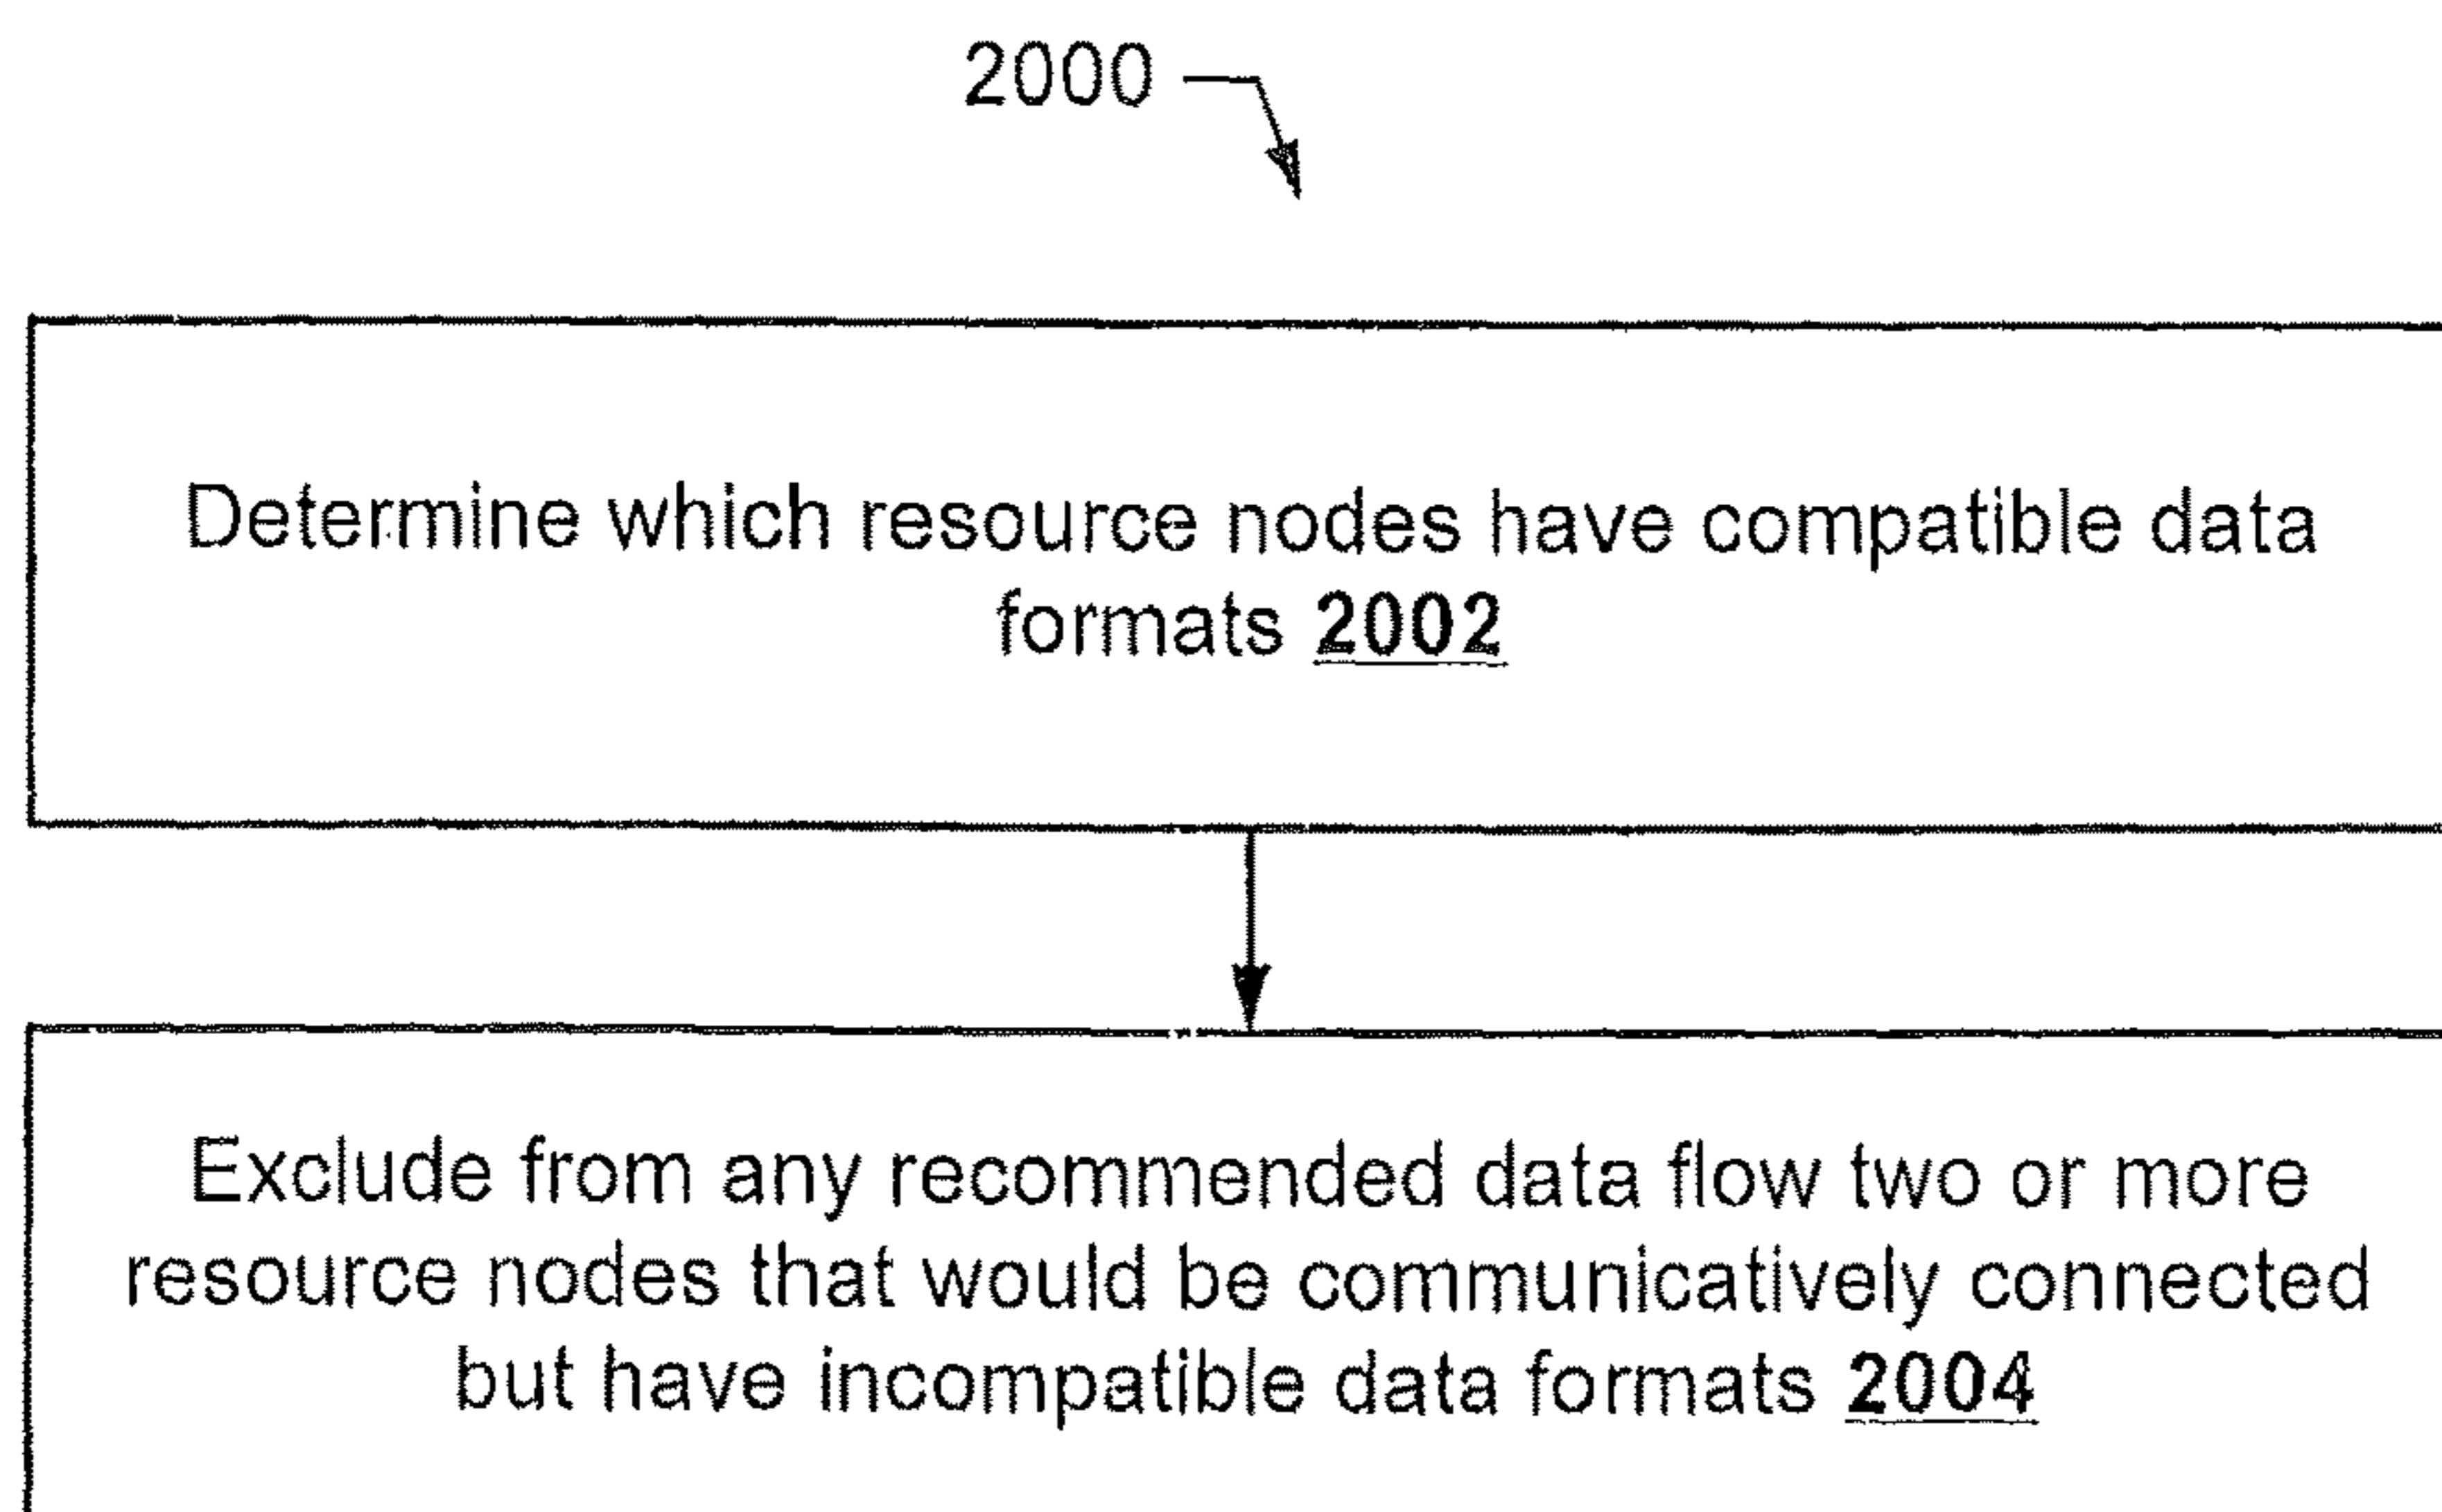 2000
Determine which resource nodes have compatible data
formats 2002
Exclude from any recommended data flow two or more
resource nodes that would be communicatively connected
but have incompatible data formats 2004